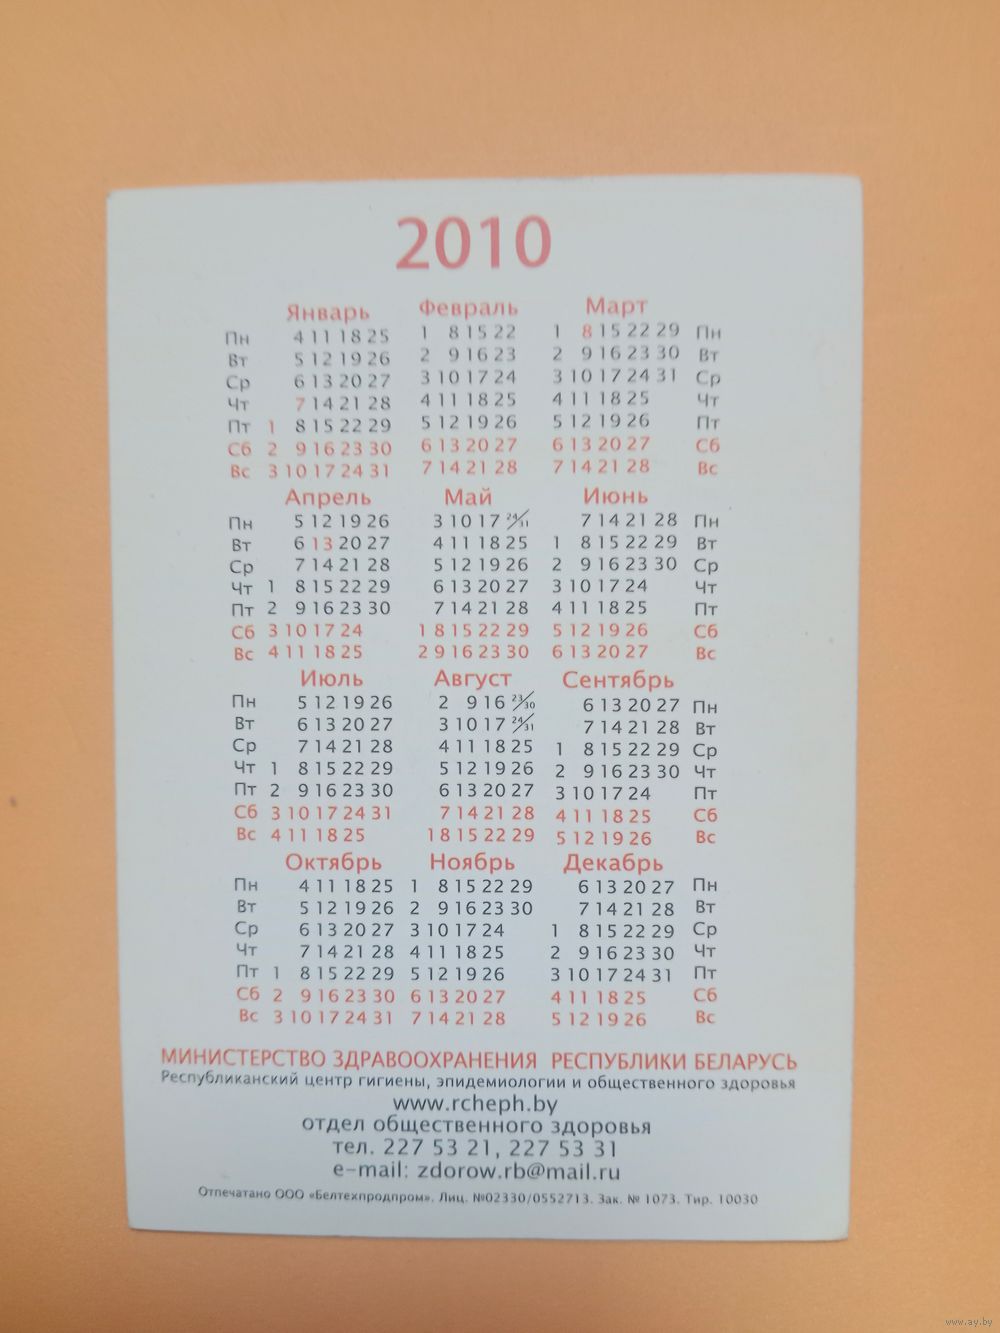 2010
Январь Февраль Март
Пн 4 11 18 25 1 8 15 22 1 8 15 22 29 Пн
Вт 5 12 19 26 2 9 16 23 2 9 16 23 30 Вт
Ср 6 13 20 27 3 10 17 24 3 10 17 24 31 Ср
Чт 7 14 21 28 4 11 18 25 4 11 18 25 Чт
Пт 1 8 15 22 29 5 12 19 26 5 12 19 26 Пт
Сб 2 9 16 23 30 6 13 20 27 6 13 20 27 Сб
Вс 3 10 17 24 31 7 14 21 28 7 14 21 28 Вс
Апрель Май Июнь
Пн 5 12 19 26 3 10 17 24/31 7 14 21 28 Пн
Вт 6 13 20 27 4 11 18 25 1 8 15 22 29 Вт
Ср 7 14 21 28 5 12 19 26 2 9 16 23 30 Ср
Чт 1 8 15 22 29 6 13 20 27 3 10 17 24 Чт
Пт 2 9 16 23 30 7 14 21 28 4 11 18 25 Пт
Сб 3 10 17 24 1 8 15 22 29 5 12 19 26 Сб
Вс 4 11 18 25 2 9 16 23 30 6 13 20 27 Вс
Июль Август Сентябрь
Пн 5 12 19 26 2 9 16 23/30 6 13 20 27 Пн
Вт 6 13 20 27 3 10 17 24/31 7 14 21 28 Вт
Ср 7 14 21 28 4 11 18 25 1 8 15 22 29 Ср
Чт 1 8 15 22 29 5 12 19 26 2 9 16 23 30 Чт
Пт 2 9 16 23 30 6 13 20 27 3 10 17 24 Пт
Сб 3 10 17 24 31 7 14 21 28 4 11 18 25 Сб
Вс 4 11 18 25 1 8 15 22 29 5 12 19 26 Вс
Октябрь Ноябрь Декабрь
Пн 4 11 18 25 1 8 15 22 29 6 13 20 27 Пн
Вт 5 12 19 26 2 9 16 23 30 7 14 21 28 Вт
Ср 6 13 20 27 3 10 17 24 1 8 15 22 29 Ср
Чт 7 14 21 28 4 11 18 25 2 9 16 23 30 Чт
Пт 1 8 15 22 29 5 12 19 26 3 10 17 24 31 Пт
Сб 2 9 16 23 30 6 13 20 27 4 11 18 25 Сб
Вс 3 10 17 24 31 7 14 21 28 5 12 19 26 Вс
МИНИСТЕРСТВО ЗДРАВООХРАНЕНИЯ РЕСПУБЛИКИ БЕЛАРУСЬ
Республиканский центр гигиены, эпидемиологии и общественного здоровья
www.rcheph.by
отдел общественного здоровья
тел. 227 53 21, 227 53 31
e-mail: zdorow.rb@mail.ru
Отпечатано ООО «Белтехпродпром». Лиц. №02330/0552713. Зак. № 1073. Тир. 10030
www.ay.by